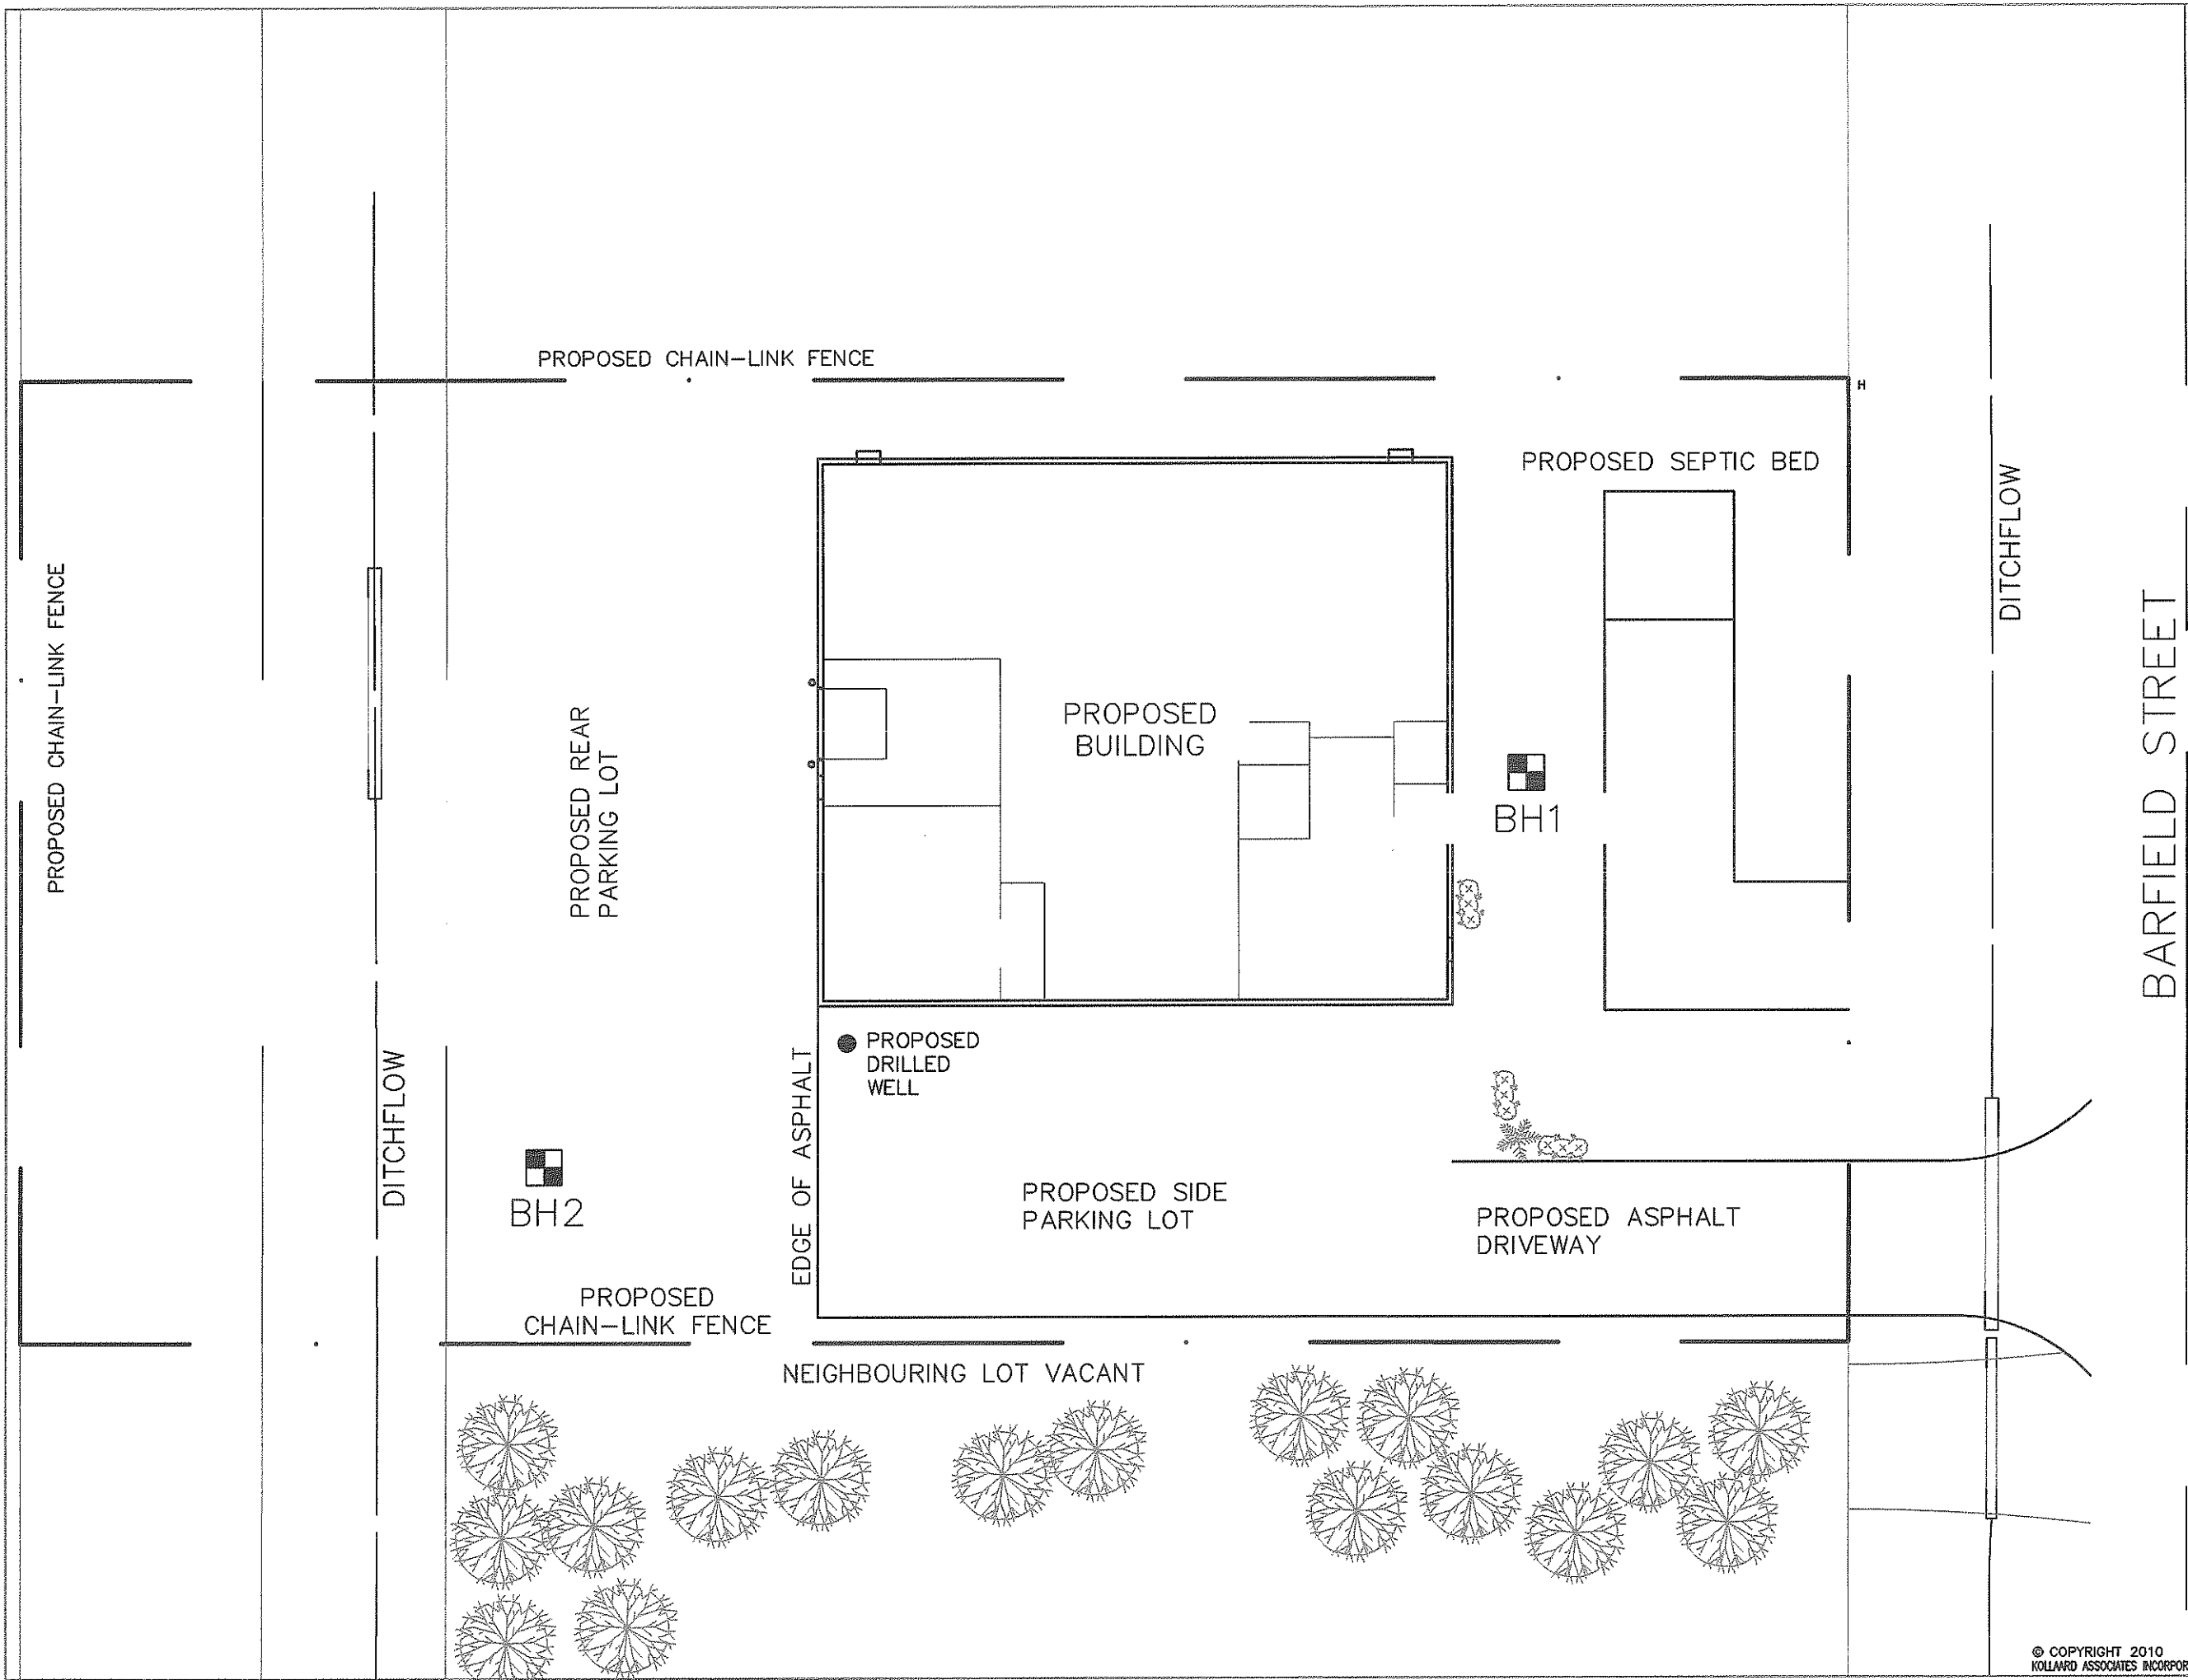 PROPOSED CHAIN-LINK FENCE
H
PROPOSED SEPTIC BED
DITCHFLOW
PROPOSED CHAIN-LINK FENCE
PROPOSED REAR
PARKING LOT
PROPOSED
BUILDING
BH1
BARFIELD STREET
PROPOSED
DRILLED
WELL
EDGE OF ASPHALT
DITCHFLOW
BH2
PROPOSED SIDE
PARKING LOT
PROPOSED ASPHALT
DRIVEWAY
PROPOSED
CHAIN-LINK FENCE
NEIGHBOURING LOT VACANT
© COPYRIGHT 2010
KOLLAARD ASSOCIATES INCORPOR